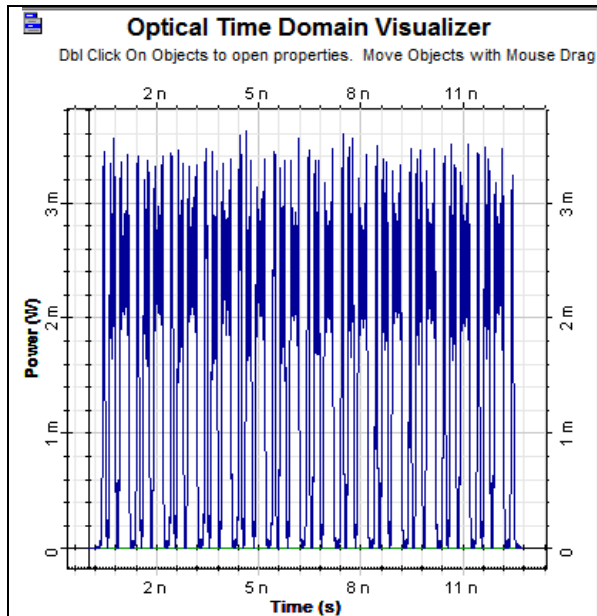 Optical Time Domain Visualizer
Dbl Click On Objects to open properties. Move Objects with Mouse Drag
2 n 5 n 8 n 11 n
3 m 3 m
2 m 2 m
Power (W)
1 m 1 m
0 0
2 n 5 n 8 n 11 n
Time (s)